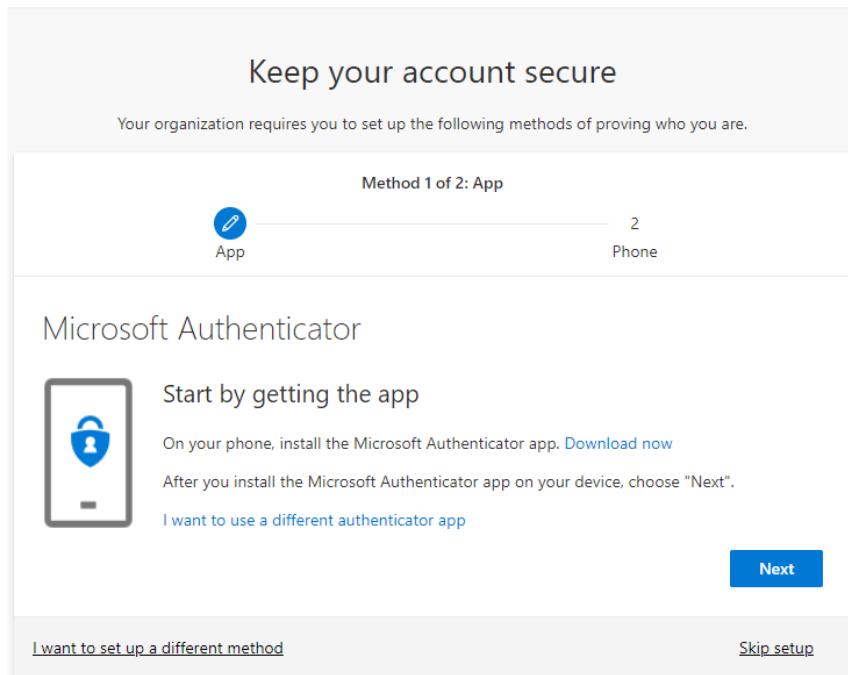 Keep your account secure
Your organization requires you to set up the following methods of proving who you are.
Method 1 of 2: App
2
App
Phone
Microsoft Authenticator
Start by getting the app
On your phone, install the Microsoft Authenticator app. Download now
After you install the Microsoft Authenticator app on your device, choose "Next".
I want to use a different authenticator app
Next
I want to set up a different method
Skip setup